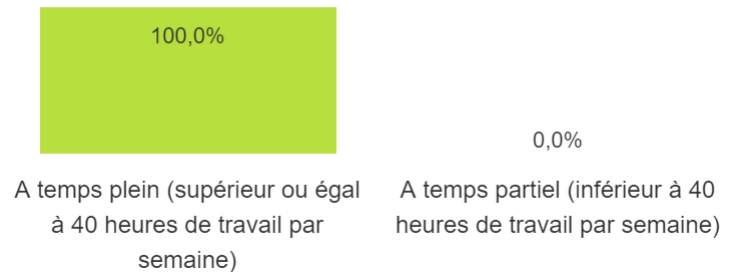 100,0%
0,0%
A temps plein (supérieur ou égal
à 40 heures de travail par
semaine)
A temps partiel (inférieur à 40
heures de travail par semaine)